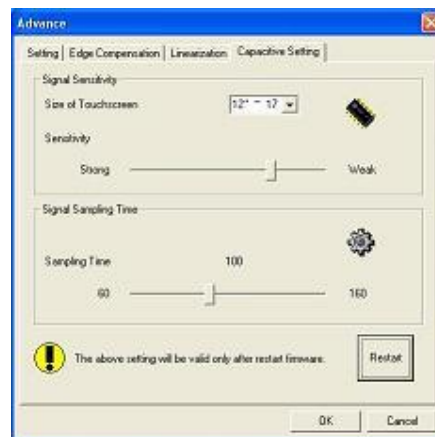 Advance
Setting Edge Compensation Linearization Capacitive Setting
Signal Sensitivity
Size of Touchscreen 12" ~ 17
Sensitivity
Strong Weak
Signal Sampling Time
Sampling Time 100
60 160
The above setting will be valid only after restart firmware.
Restart
OK Cancel